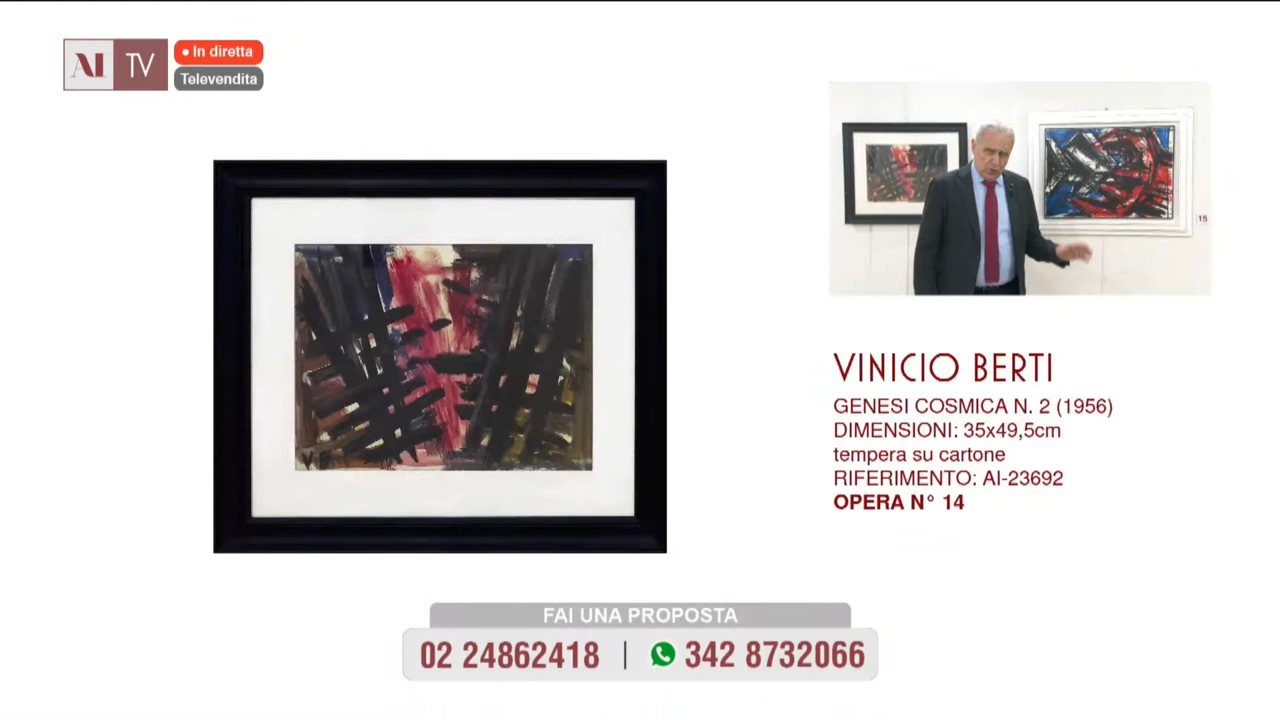 AI TV
• In diretta
Televendita
15
VINICIO BERTI
GENESI COSMICA N. 2 (1956)
DIMENSIONI: 35x49,5cm
tempera su cartone
RIFERIMENTO: AI-23692
OPERA N° 14
FAI UNA PROPOSTA
02 24862418 | 342 8732066